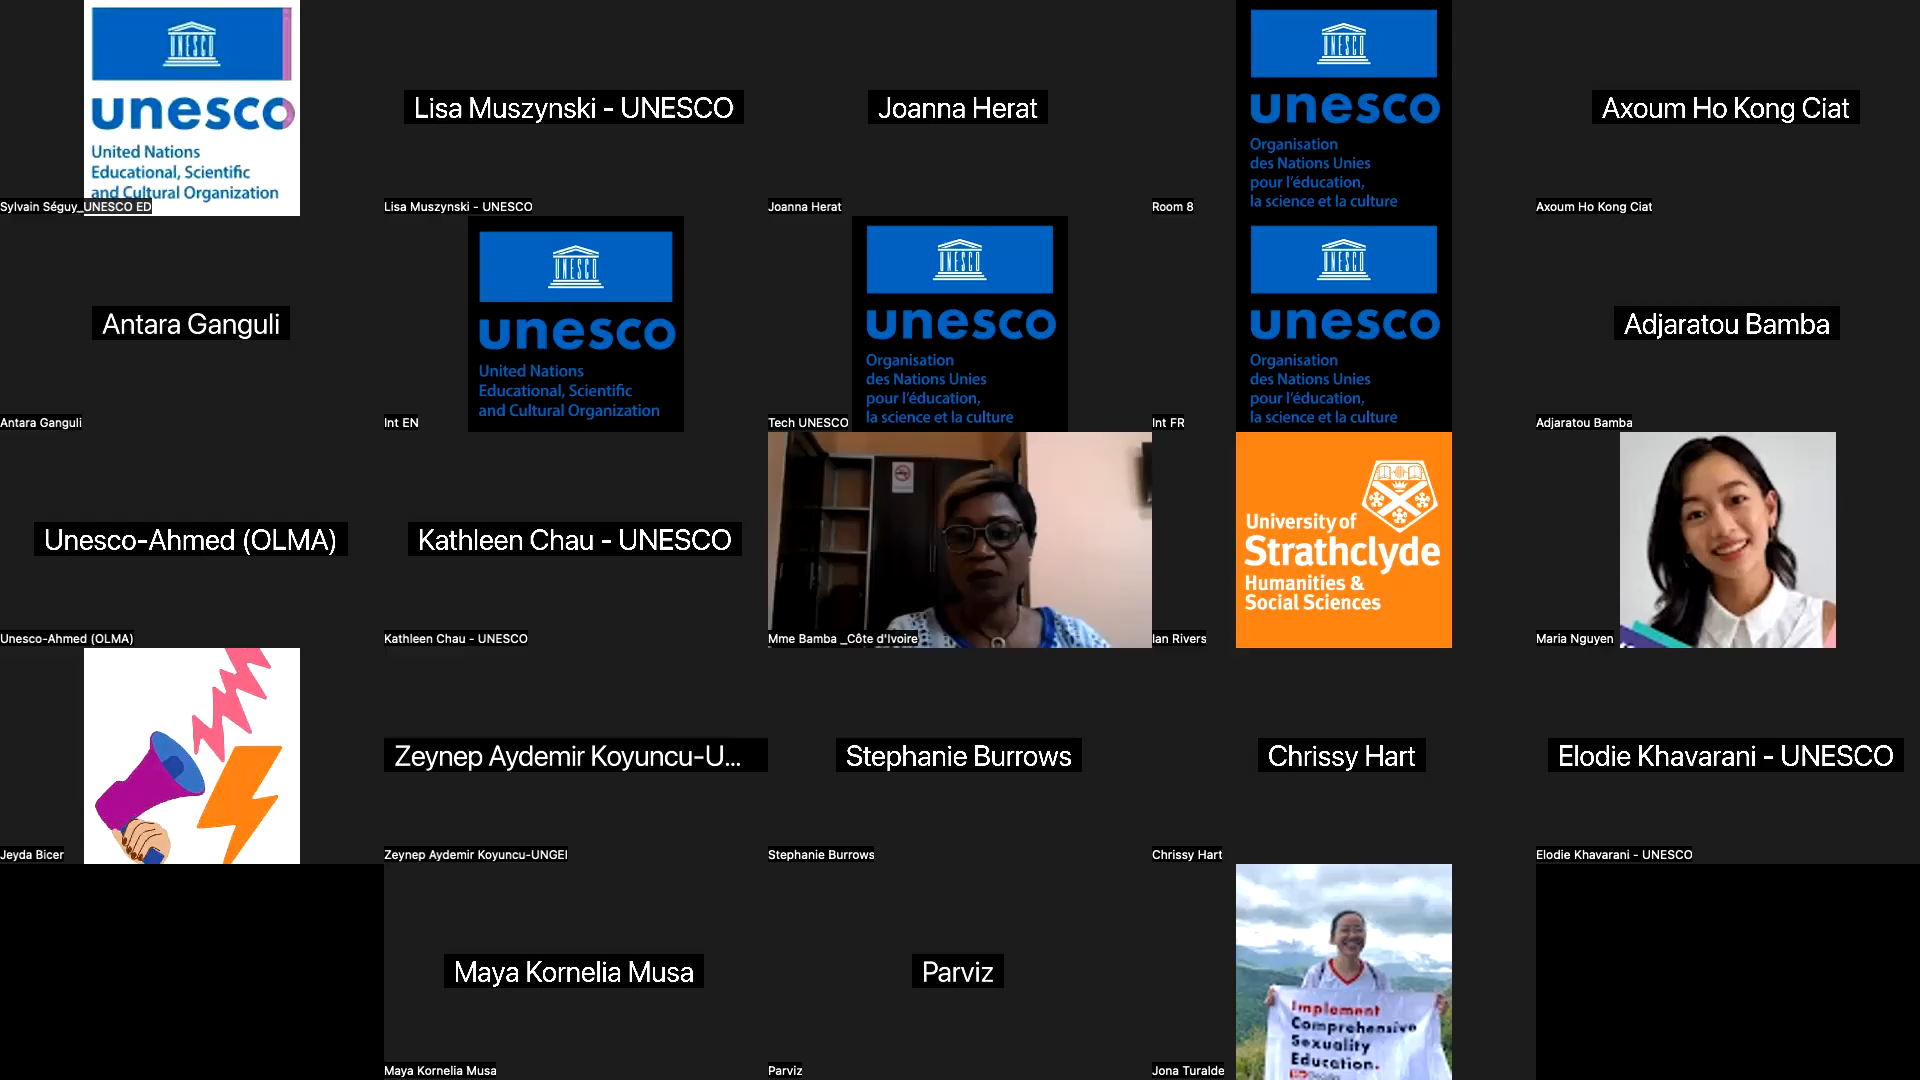 UNESCO
unesco
United Nations
Educational, Scientific
and Cultural Organization
Sylvain Séguy_UNESCO ED
Lisa Muszynski - UNESCO
Lisa Muszynski - UNESCO
Joanna Herat
Joanna Herat
UNESCO
unesco
Organisation
des Nations Unies
pour l'éducation,
la science et la culture
Room 8
Axoum Ho Kong Ciat
Axoum Ho Kong Ciat
Antara Ganguli
Antara Ganguli
UNESCO
unesco
United Nations
Educational, Scientific
and Cultural Organization
Int EN
UNESCO
unesco
Organisation
des Nations Unies
pour l'éducation,
la science et la culture
Tech UNESCO
UNESCO
unesco
Organisation
des Nations Unies
pour l'éducation,
la science et la culture
Int FR
Adjaratou Bamba
Adjaratou Bamba
Unesco-Ahmed (OLMA)
Unesco-Ahmed (OLMA)
Kathleen Chau - UNESCO
Kathleen Chau - UNESCO
Mme Bamba _Côte d'Ivoire
University of
Strathclyde
Humanities &
Social Sciences
Ian Rivers
Maria Nguyen
Jeyda Bicer
Zeynep Aydemir Koyuncu-U...
Zeynep Aydemir Koyuncu-UNGEI
Stephanie Burrows
Stephanie Burrows
Chrissy Hart
Chrissy Hart
Elodie Khavarani - UNESCO
Elodie Khavarani - UNESCO
Maya Kornelia Musa
Maya Kornelia Musa
Parviz
Parviz
Implement
Comprehensive
Sexuality
Education.
Jona Turalde